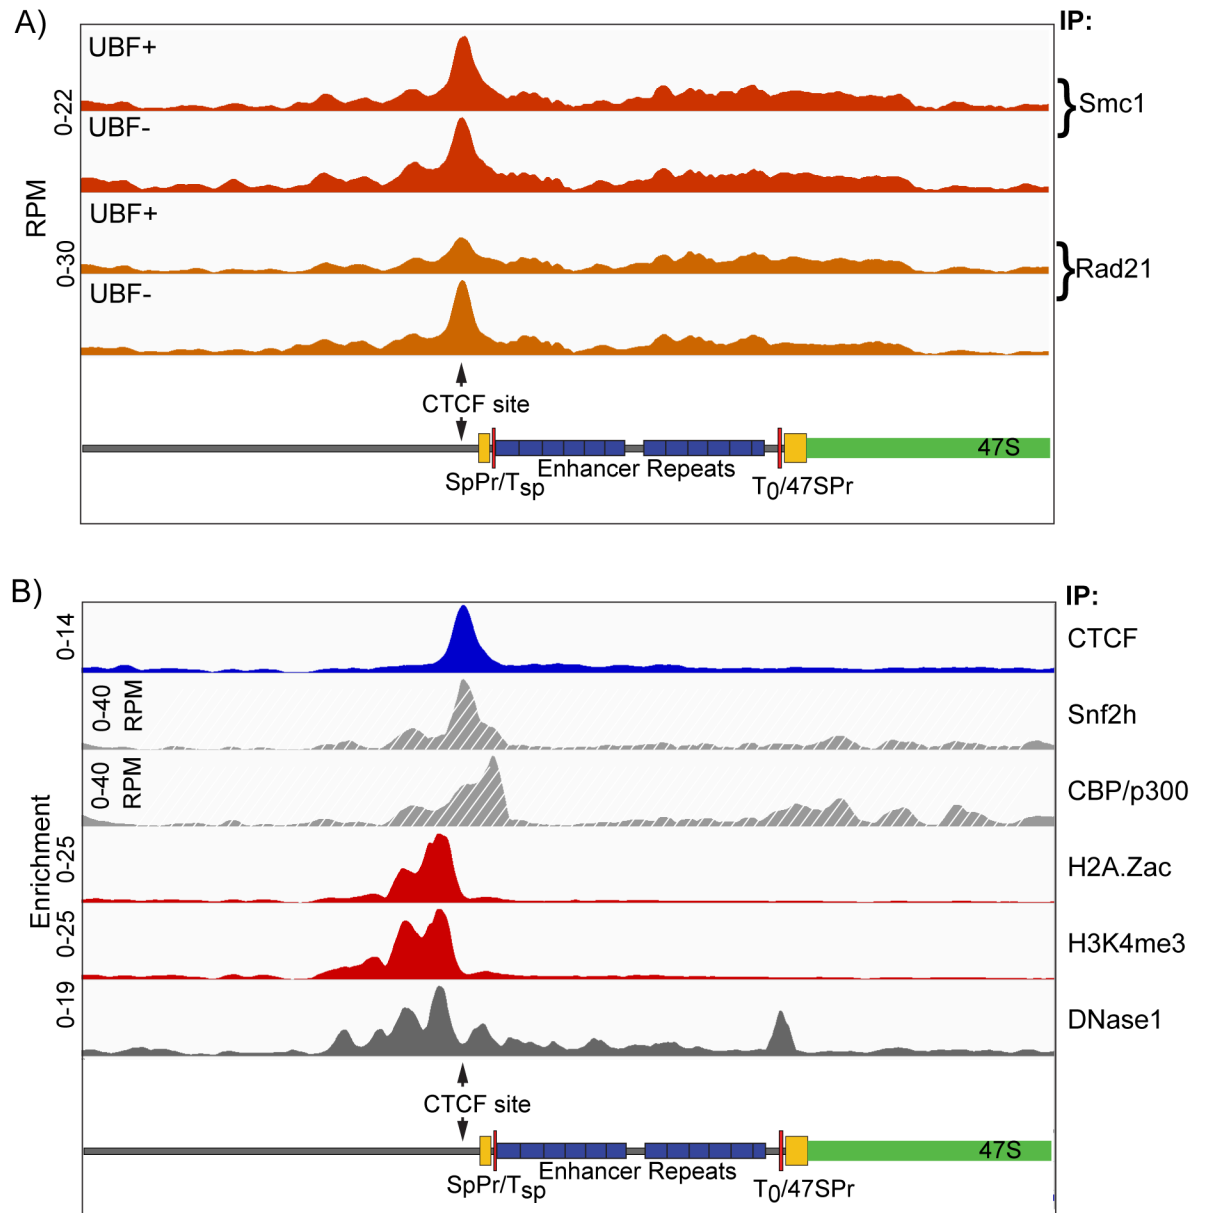 A)
IP:
UBF+
0-22
Smc1
UBF-
RPM
UBF+
0-30
Rad21
UBF-
CTCF site
47S
Enhancer Repeats
SpPr/Tsp
T0/47SPr
B)
IP:
0-14
CTCF
0-40
RPM
Snf2h
0-40
RPM
CBP/p300
Enrichment
0-25
H2A.Zac
0-25
H3K4me3
0-19
DNase1
CTCF site
47S
Enhancer Repeats
SpPr/Tsp
T0/47SPr